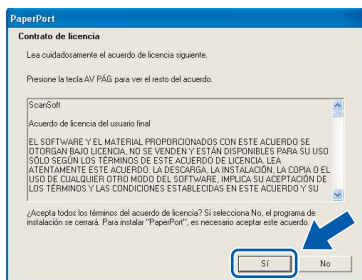 PaperPort
Contrato de licencia
Lea cuidadosamente el acuerdo de licencia siguiente.
Presione la tecla AV PÁG para ver el resto del acuerdo.
ScanSoft
Acuerdo de licencia del usuario final
EL SOFTWARE Y EL MATERIAL PROPORCIONADOS CON ESTE ACUERDO SE
OTORGAN BAJO LICENCIA, NO SE VENDEN Y ESTÁN DISPONIBLES PARA SU USO
SÓLO SEGÚN LOS TÉRMINOS DE ESTE ACUERDO DE LICENCIA. LEA
ATENTAMENTE ESTE ACUERDO. LA DESCARGA, LA INSTALACIÓN, LA COPIA O EL
USO DE CUALQUIER OTRO MODO DEL SOFTWARE, IMPLICA SU ACEPTACIÓN DE
LOS TÉRMINOS Y LAS CONDICIONES ESTABLECIDAS EN ESTE ACUERDO Y SU
¿Acepta todos los términos del acuerdo de licencia? Si selecciona No, el programa de
instalación se cerrará. Para instalar "PaperPort", es necesario aceptar este acuerdo.
Sí
No